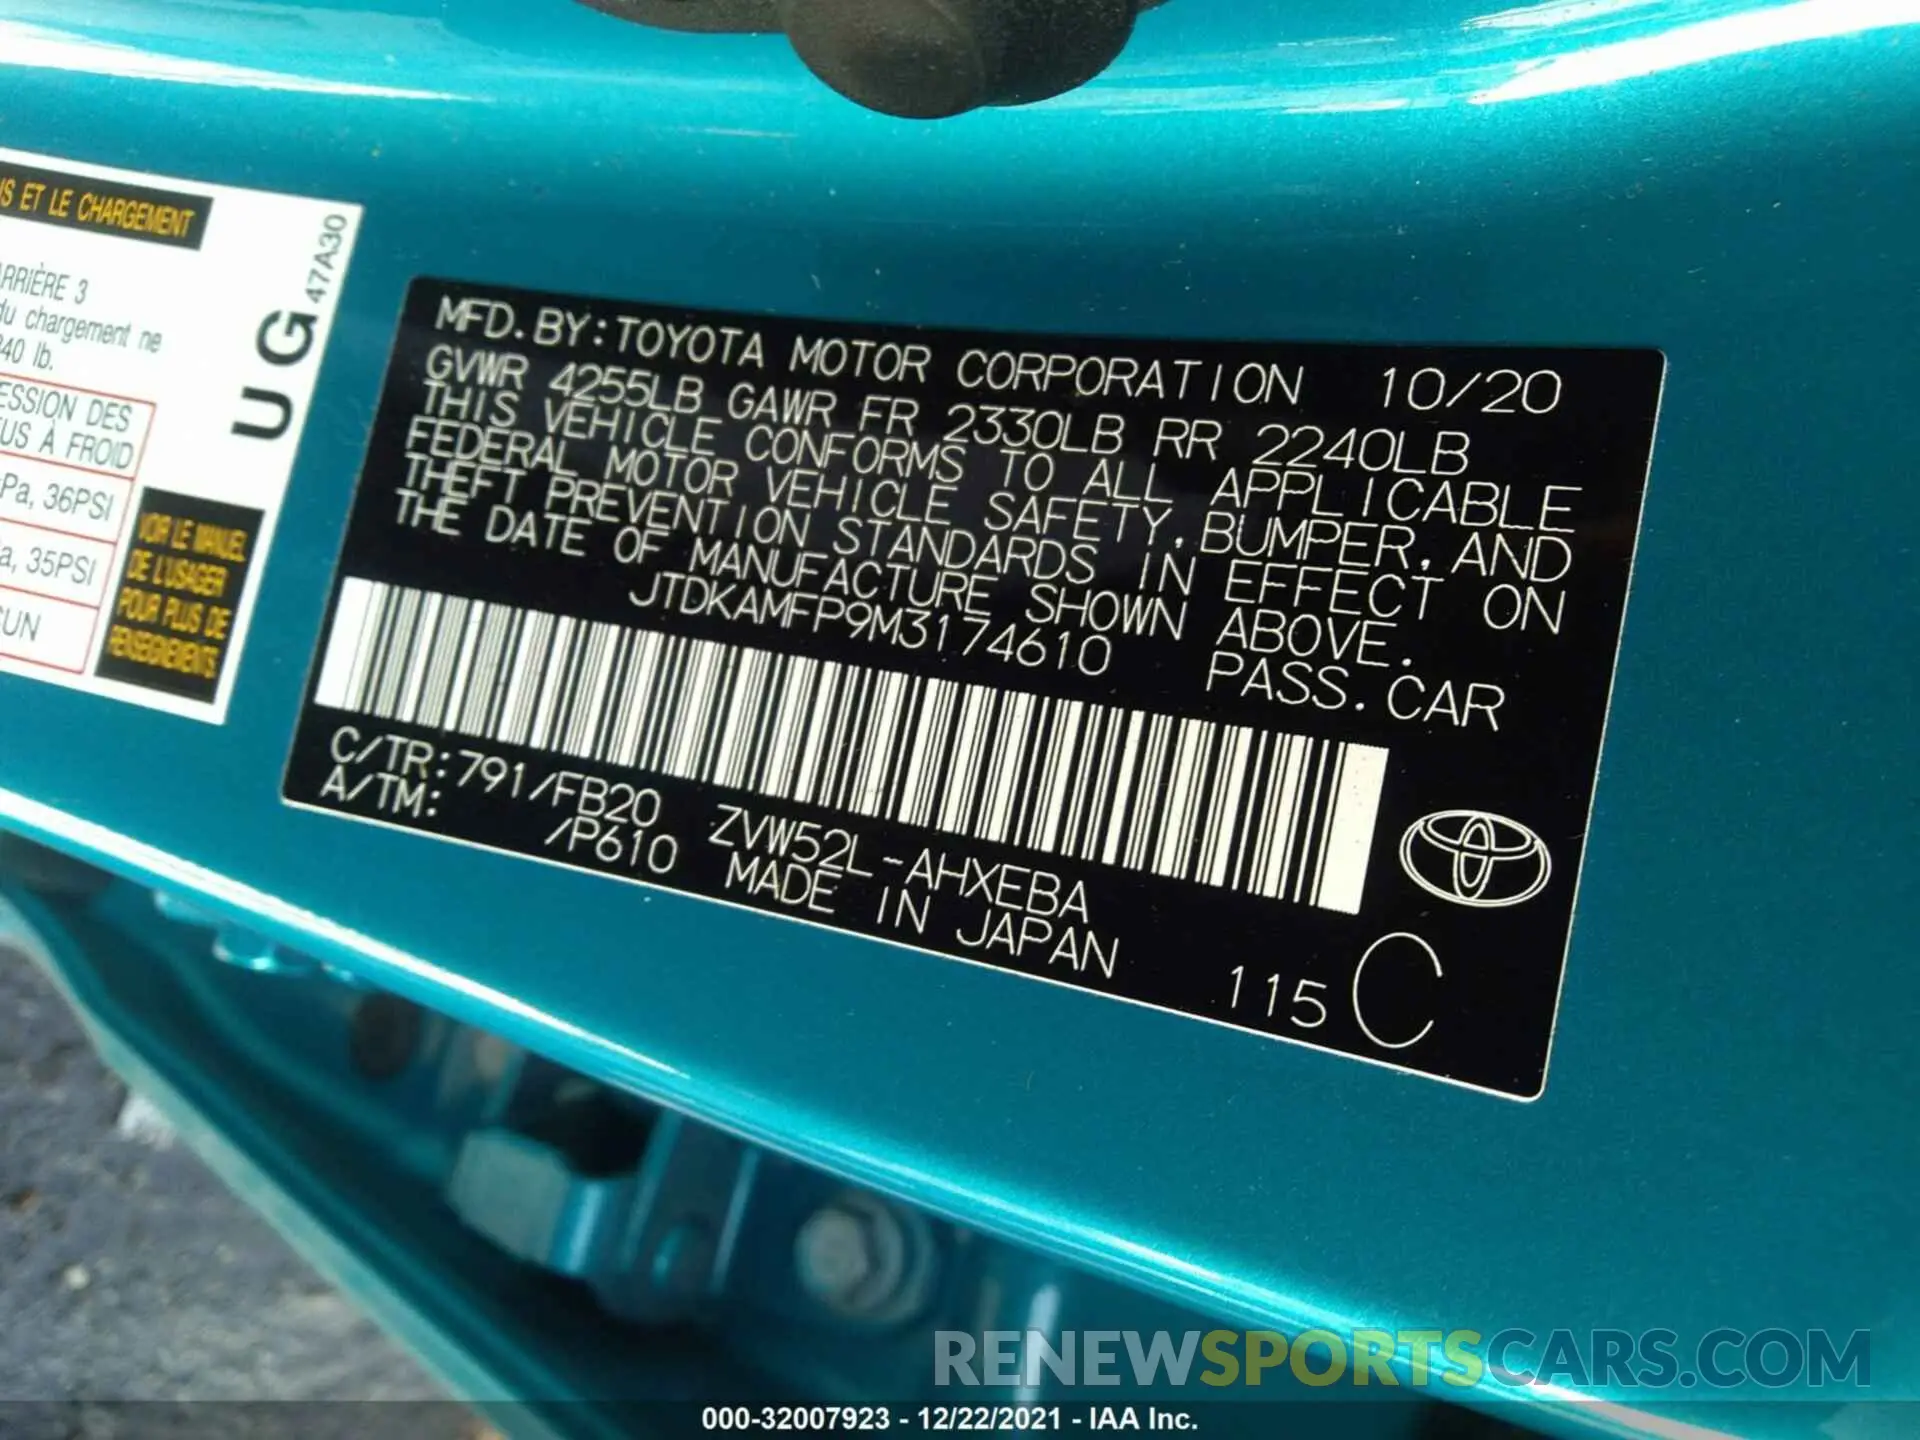 S ET LE CHARGEMENT
ARRIÈRE 3
du chargement ne
840 lb.
ESSION DES
US À FROID
Pa, 36PSI
a, 35PSI
CUN
VOIR LE MANUEL
DE L'USAGER
POUR PLUS DE
RENSEIGNEMENTS
UG
47A30
MFD. BY: TOYOTA MOTOR CORPORATION 10/20
GVWR 4255LB GAWR FR 2330LB RR 2240LB
THIS VEHICLE CONFORMS TO ALL APPLICABLE
FEDERAL MOTOR VEHICLE SAFETY, BUMPER, AND
THEFT PREVENTION STANDARDS IN EFFECT ON
THE DATE OF MANUFACTURE SHOWN ABOVE.
JTDKAMFP9M3174610 PASS. CAR
C/TR: 791/FB20 ZVW52L-AHXEBA
A/TM: /P610 MADE IN JAPAN
115 C
RENEWSPORTSCARS.COM
000-32007923 - 12/22/2021 - IAA Inc.